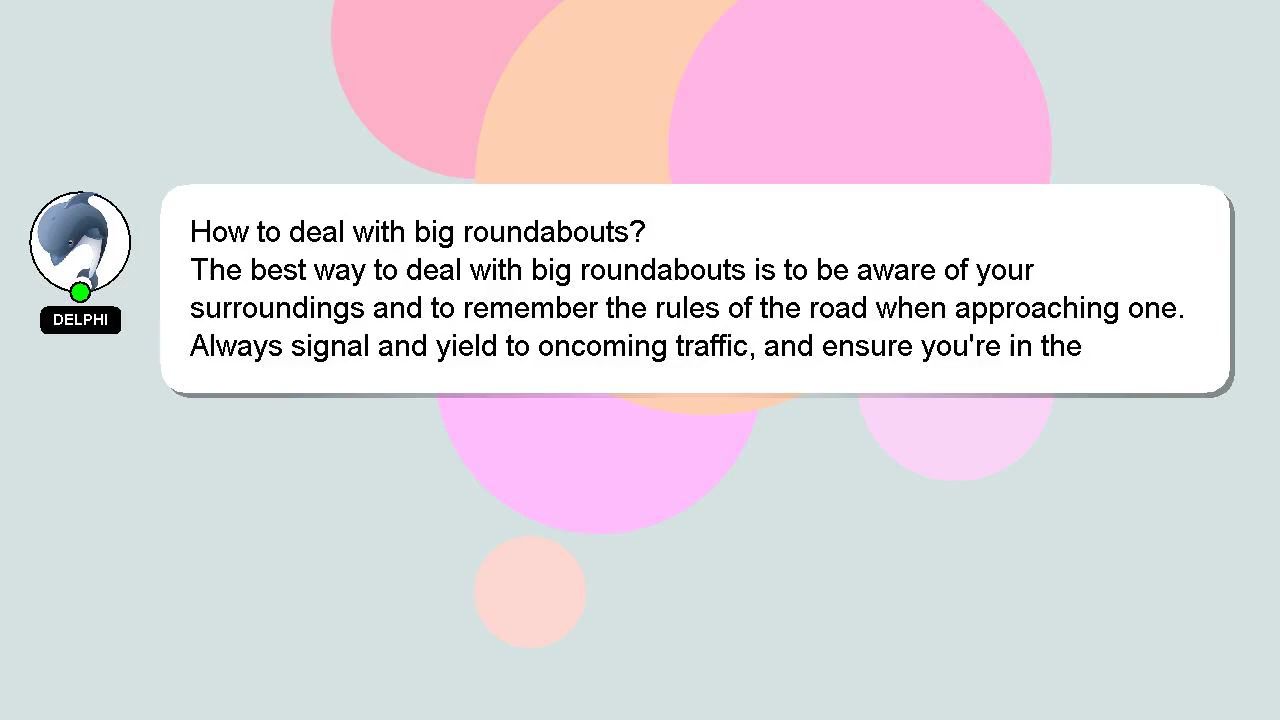 How to deal with big roundabouts?
The best way to deal with big roundabouts is to be aware of your
surroundings and to remember the rules of the road when approaching one.
Always signal and yield to oncoming traffic, and ensure you're in the
DELPHI